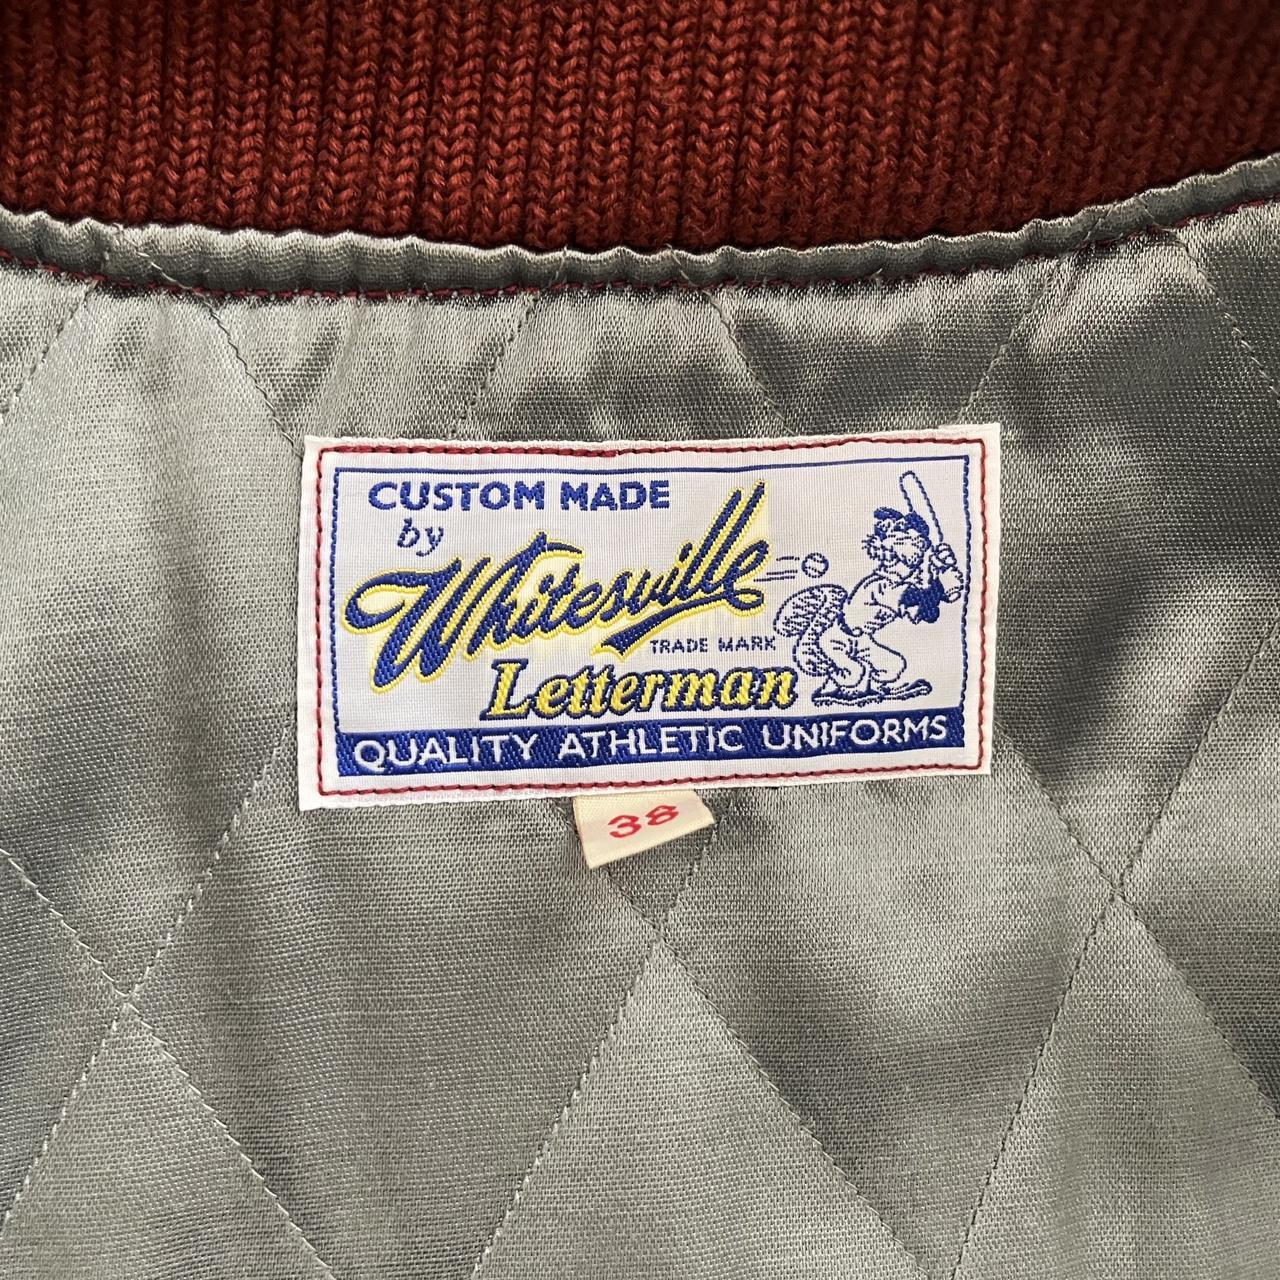 CUSTOM MADE
by
Whitesville
TRADE MARK
Letterman
QUALITY ATHLETIC UNIFORMS
38